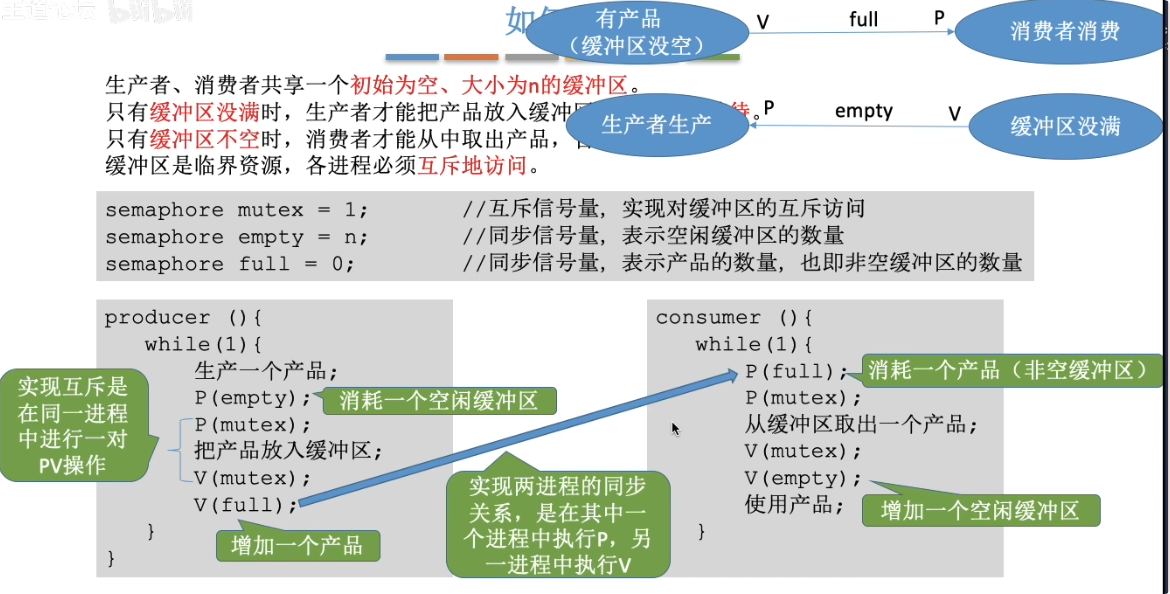 王道论坛 bilibili
如
有产品
(缓冲区没空)
V full P
消费者消费
生产者、消费者共享一个初始为空、大小为n的缓冲区。
只有缓冲区没满时，生产者才能把产品放入缓冲 待。
生产者生产
P empty V
缓冲区没满
只有缓冲区不空时，消费者才能从中取出产品，
缓冲区是临界资源，各进程必须互斥地访问。
semaphore mutex = 1; //互斥信号量，实现对缓冲区的互斥访问
semaphore empty = n; //同步信号量，表示空闲缓冲区的数量
semaphore full = 0; //同步信号量，表示产品的数量，也即非空缓冲区的数量
producer (){
while(1){
生产一个产品;
P(empty);
消耗一个空闲缓冲区
P(mutex);
把产品放入缓冲区;
V(mutex);
V(full);
增加一个产品
}
}
实现互斥是
在同一进程
中进行一对
PV操作
实现两进程的同步
关系，是在其中一
个进程中执行P，另
一进程中执行V
consumer (){
while(1){
P(full);
消耗一个产品（非空缓冲区）
P(mutex);
从缓冲区取出一个产品;
V(mutex);
V(empty);
增加一个空闲缓冲区
使用产品;
}